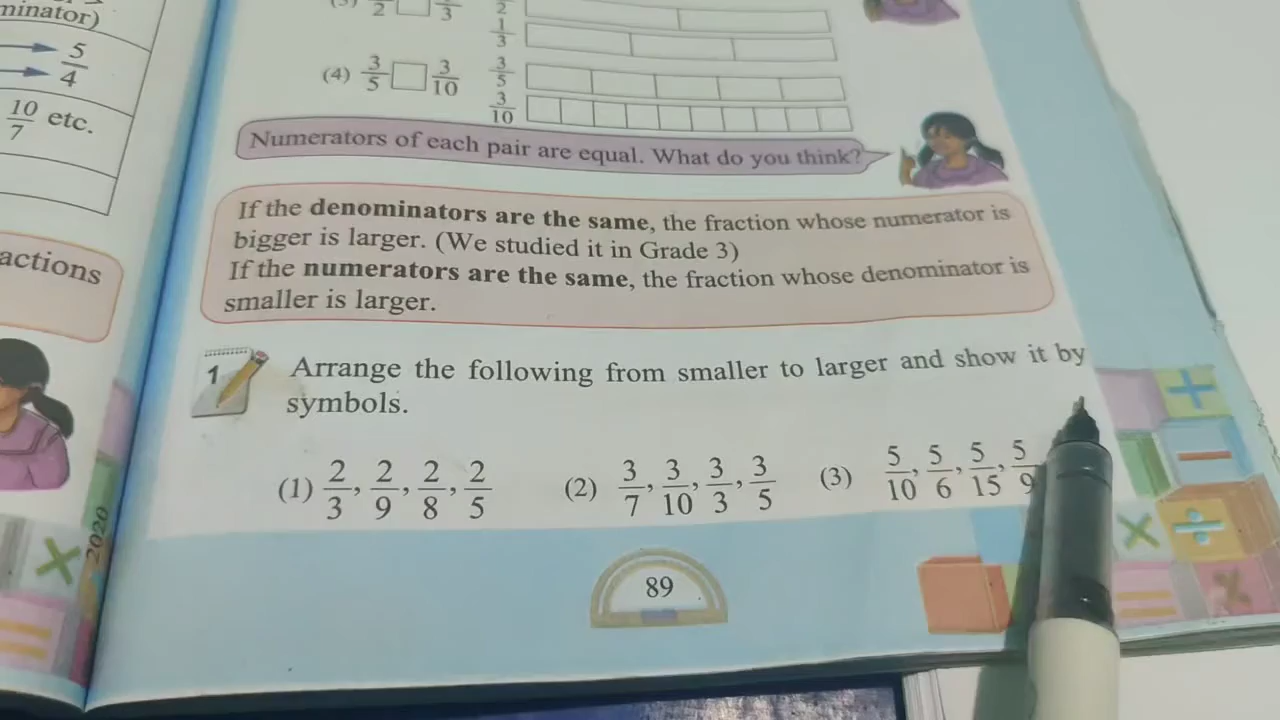 minator)
5/4
10/7 etc.
actions
2020
2 □ 3
1/3
(4) 3/5 □ 3/10
3/5
3/10
Numerators of each pair are equal. What do you think?
If the denominators are the same, the fraction whose numerator is
bigger is larger. (We studied it in Grade 3)
If the numerators are the same, the fraction whose denominator is
smaller is larger.
1
Arrange the following from smaller to larger and show it by
symbols.
(1) 2/3, 2/9, 2/8, 2/5 (2) 3/7, 3/10, 3/3, 3/5 (3) 5/10, 5/6, 5/15, 5/9
89